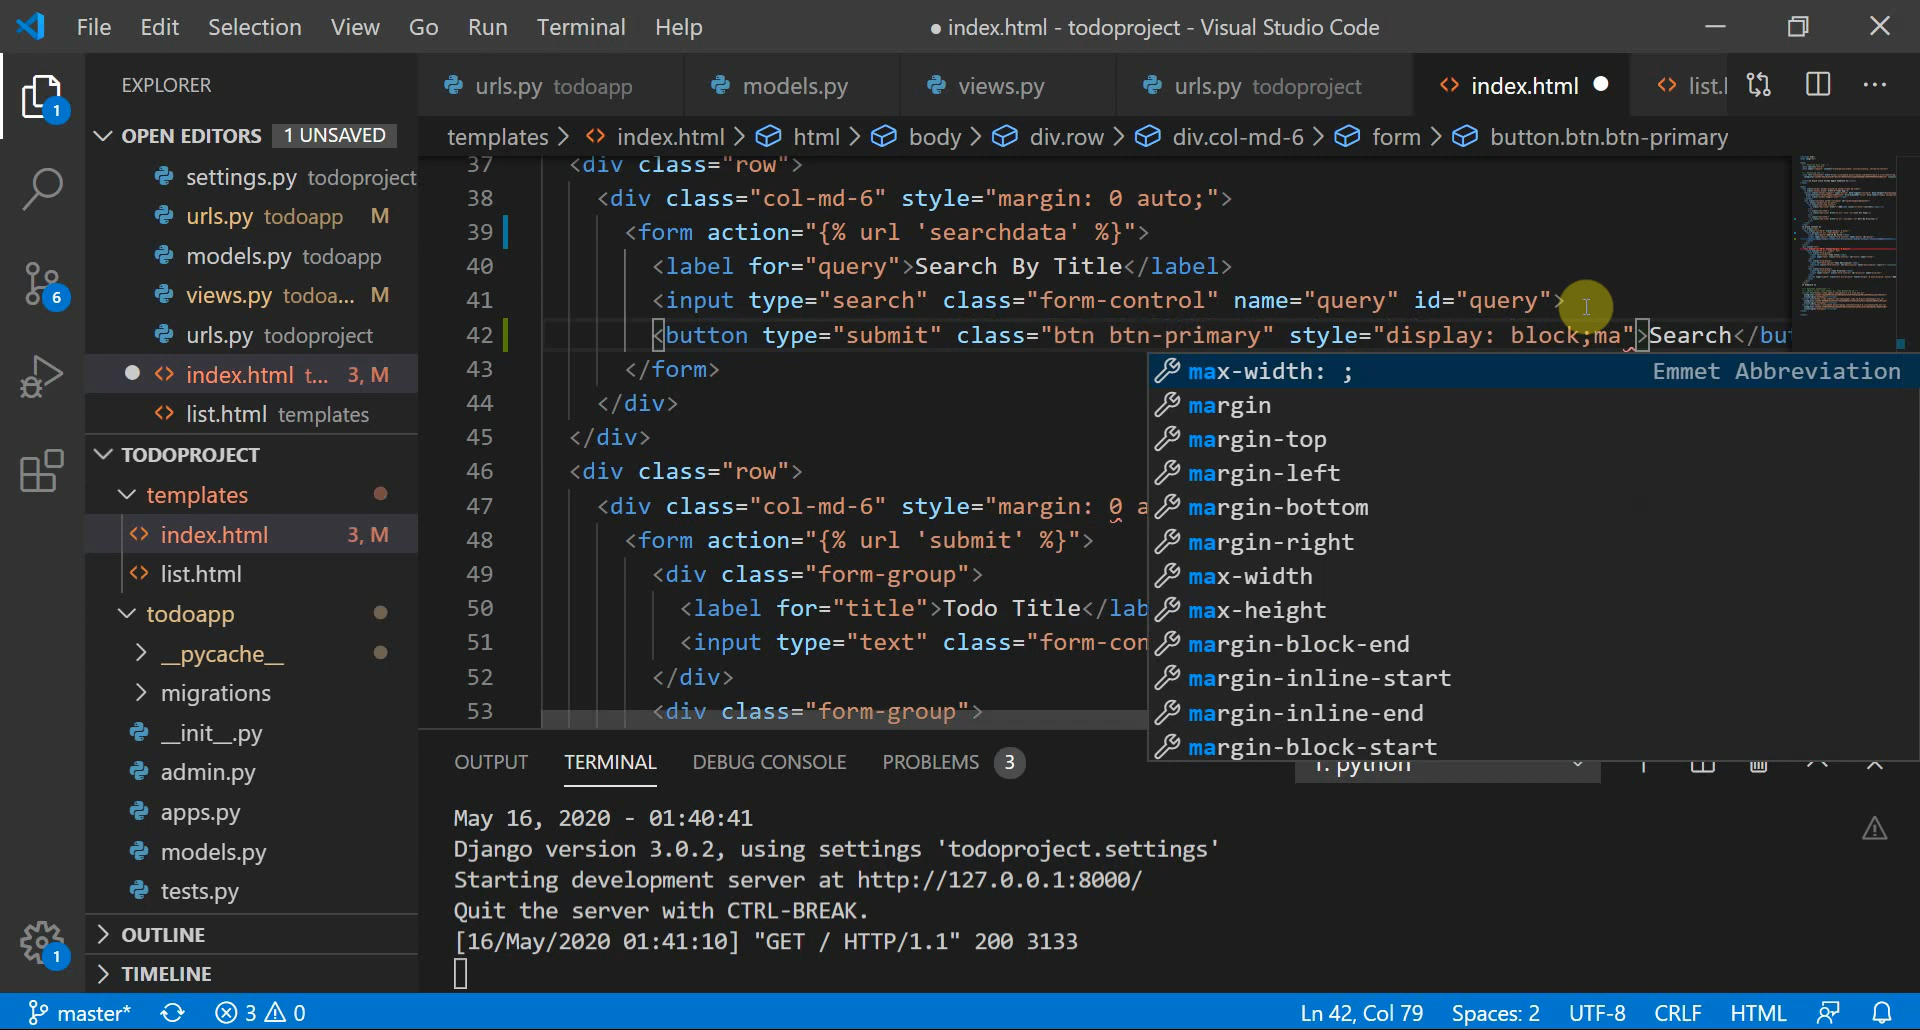 File Edit Selection View Go Run Terminal Help ● index.html - todoproject - Visual Studio Code
EXPLORER
OPEN EDITORS 1 UNSAVED
settings.py todoproject
urls.py todoapp M
models.py todoapp
views.py todoa... M
urls.py todoproject
index.html t... 3, M
list.html templates
TODOPROJECT
templates
index.html 3, M
list.html
todoapp
__pycache__
migrations
__init__.py
admin.py
apps.py
models.py
tests.py
OUTLINE
TIMELINE
1
6
1
urls.py todoapp models.py views.py urls.py todoproject index.html list.l
templates > index.html > html > body > div.row > div.col-md-6 > form > button.btn.btn-primary
37 <div class="row">
38 <div class="col-md-6" style="margin: 0 auto;">
39 <form action="{% url 'searchdata' %}">
40 <label for="query">Search By Title</label>
41 <input type="search" class="form-control" name="query" id="query">
42 <button type="submit" class="btn btn-primary" style="display: block;ma">Search</but
43 </form>
44 </div>
45 </div>
46 <div class="row">
47 <div class="col-md-6" style="margin: 0 a
48 <form action="{% url 'submit' %}">
49 <div class="form-group">
50 <label for="title">Todo Title</lab
51 <input type="text" class="form-con
52 </div>
53 <div class="form-group">
max-width: ; Emmet Abbreviation
margin
margin-top
margin-left
margin-bottom
margin-right
max-width
max-height
margin-block-end
margin-inline-start
margin-inline-end
margin-block-start
OUTPUT TERMINAL DEBUG CONSOLE PROBLEMS 3 1: python
May 16, 2020 - 01:40:41
Django version 3.0.2, using settings 'todoproject.settings'
Starting development server at http://127.0.0.1:8000/
Quit the server with CTRL-BREAK.
[16/May/2020 01:41:10] "GET / HTTP/1.1" 200 3133
master* 3 0 Ln 42, Col 79 Spaces: 2 UTF-8 CRLF HTML